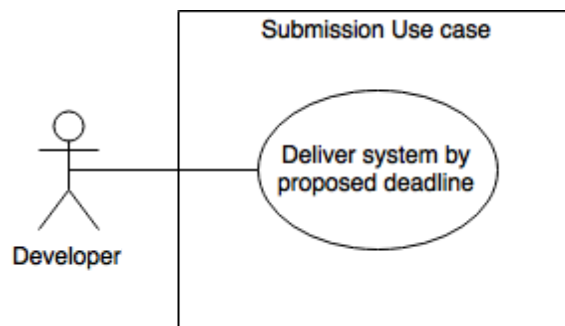 Submission Use case
Deliver system by
proposed deadline
Developer